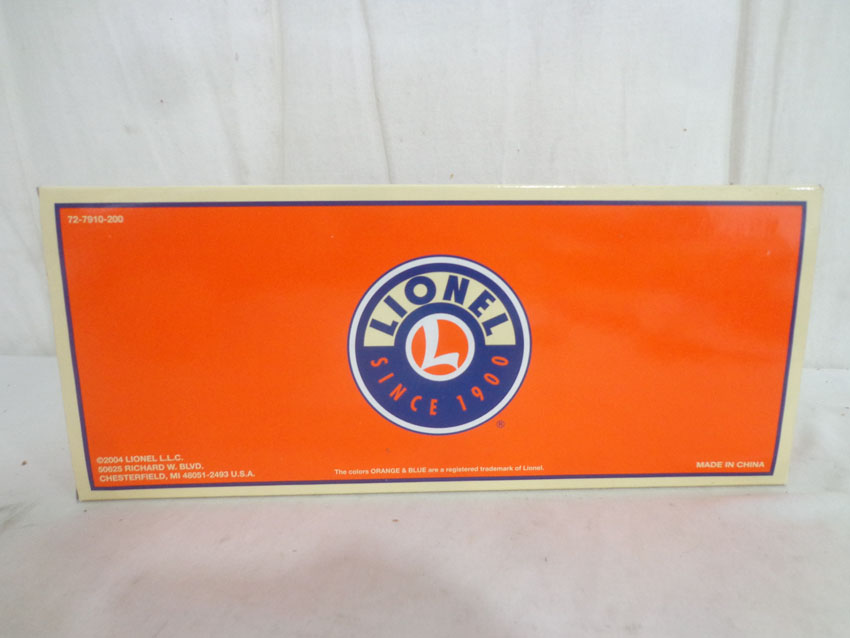 72-7910-200
LIONEL
L
SINCE 1900
®
©2004 LIONEL L.L.C.
50625 RICHARD W. BLVD.
CHESTERFIELD, MI 48051-2493 U.S.A.
The colors ORANGE & BLUE are a registered trademark of Lionel.
MADE IN CHINA